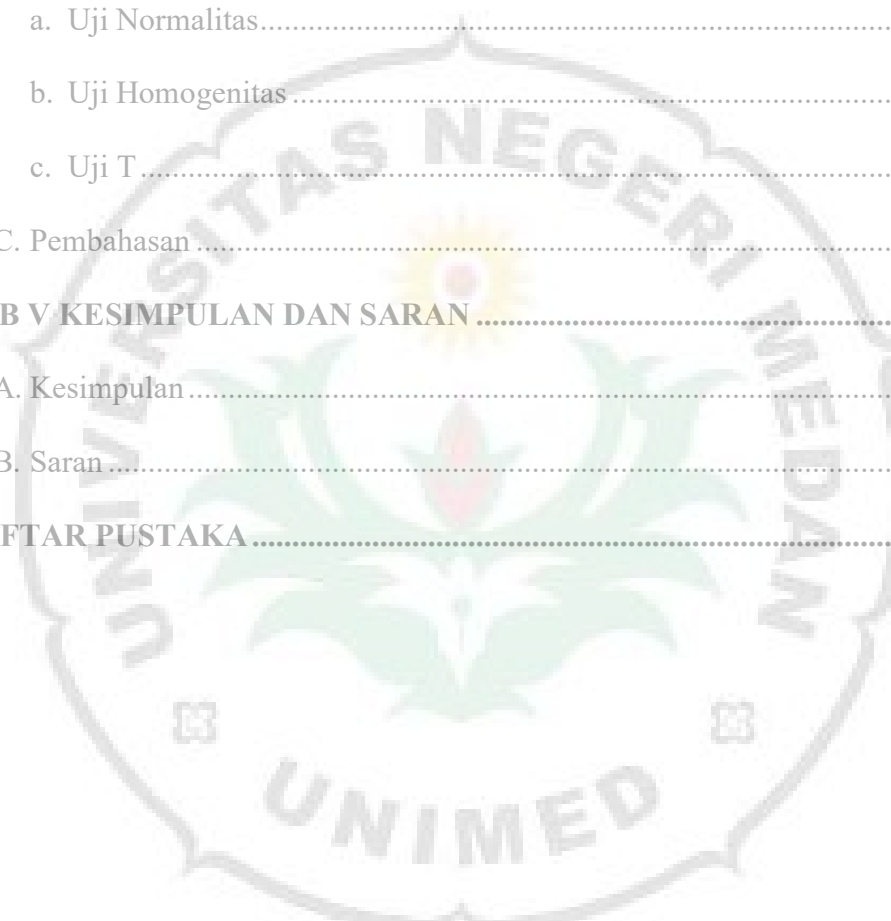 a. Uji Normalitas
b. Uji Homogenitas
c. Uji T
C. Pembahasan
B V KESIMPULAN DAN SARAN
A. Kesimpulan
B. Saran
FTAR PUSTAKA
UNIVERSITAS NEGERI MEDAN
UNIMED